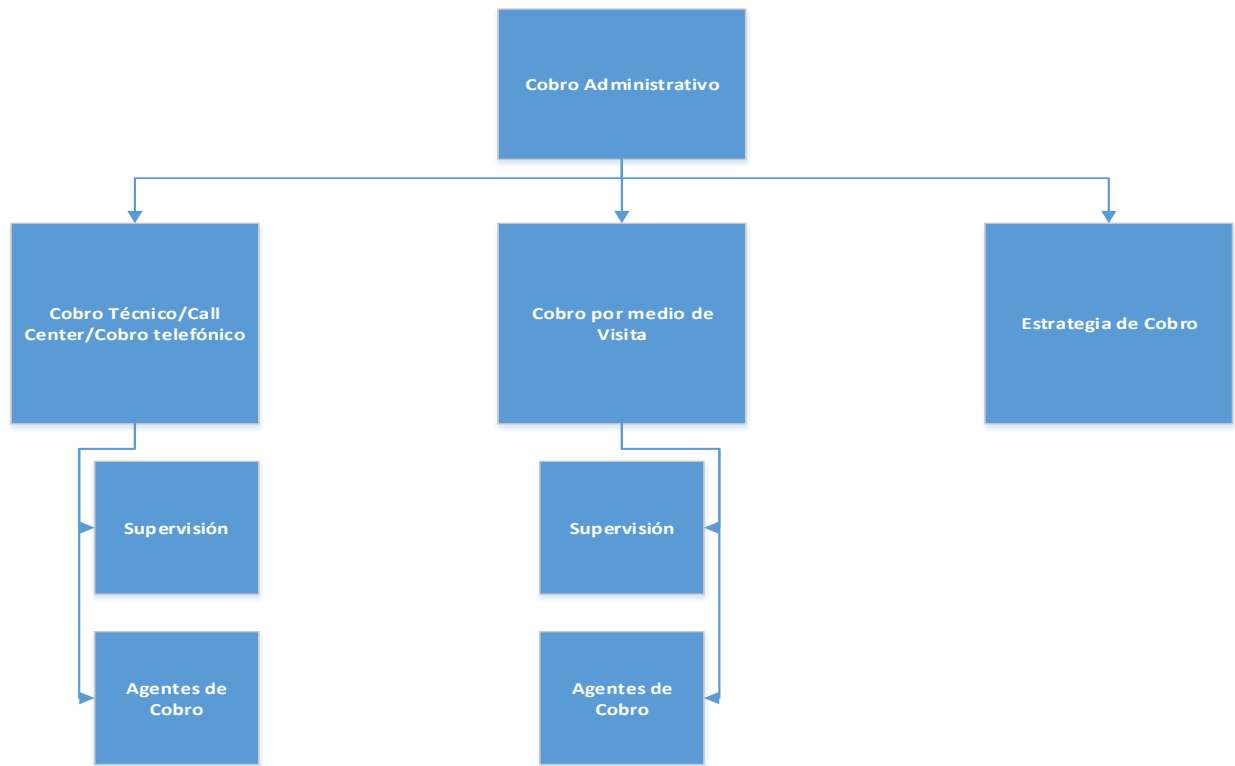 Cobro Administrativo
Cobro Técnico/Call
Center/Cobro telefónico
Cobro por medio de
Visita
Estrategia de Cobro
Supervisión
Supervisión
Agentes de
Cobro
Agentes de
Cobro